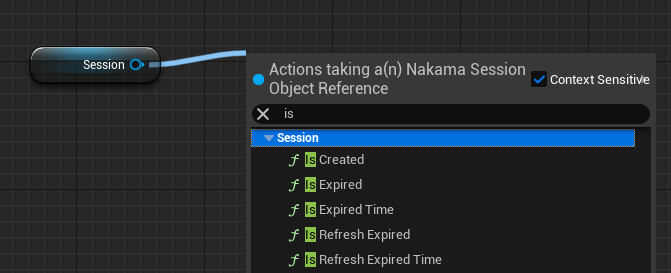 Session
Actions taking a(n) Nakama Session
Object Reference
Context Sensitive
is
Session
f Is Created
f Is Expired
f Is Expired Time
f Is Refresh Expired
f Is Refresh Expired Time